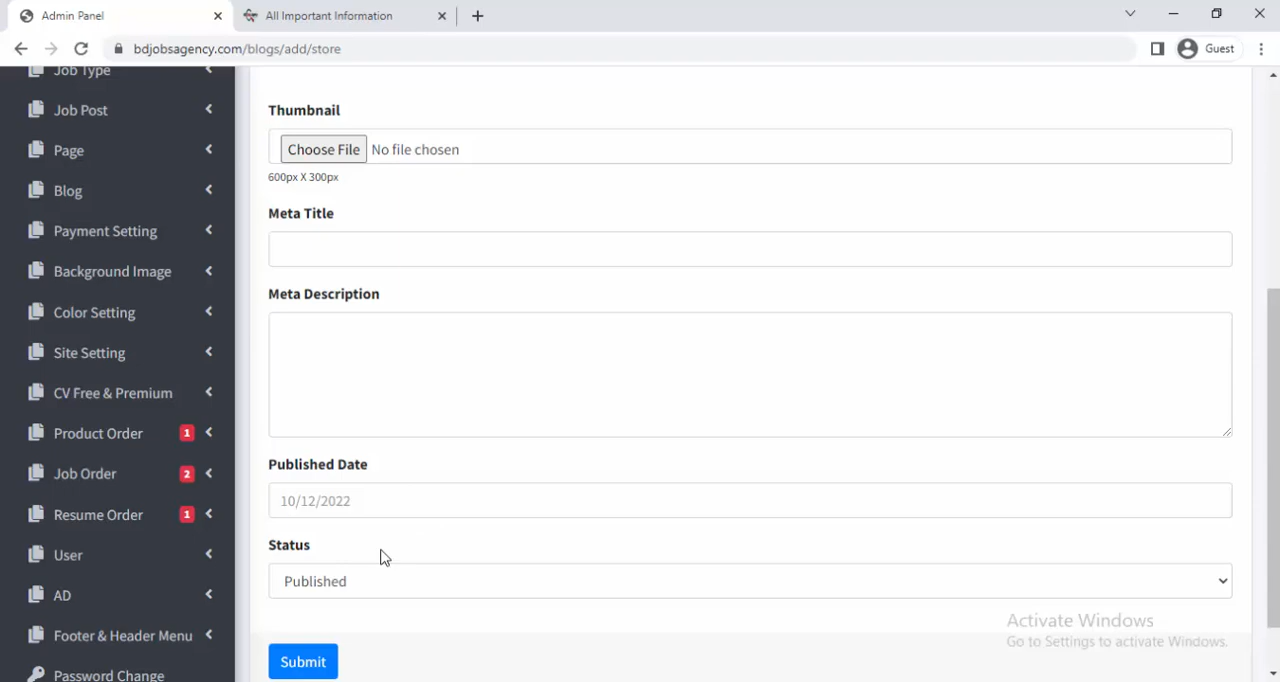 Admin Panel
All Important Information
bdjobsagency.com/blogs/add/store
Guest
Job Type
Job Post
Page
Blog
Payment Setting
Background Image
Color Setting
Site Setting
CV Free & Premium
Product Order 1
Job Order 2
Resume Order 1
User
AD
Footer & Header Menu
Password Change
Thumbnail
Choose File No file chosen
600px X 300px
Meta Title
Meta Description
Published Date
10/12/2022
Status
Published
Submit
Activate Windows
Go to Settings to activate Windows.